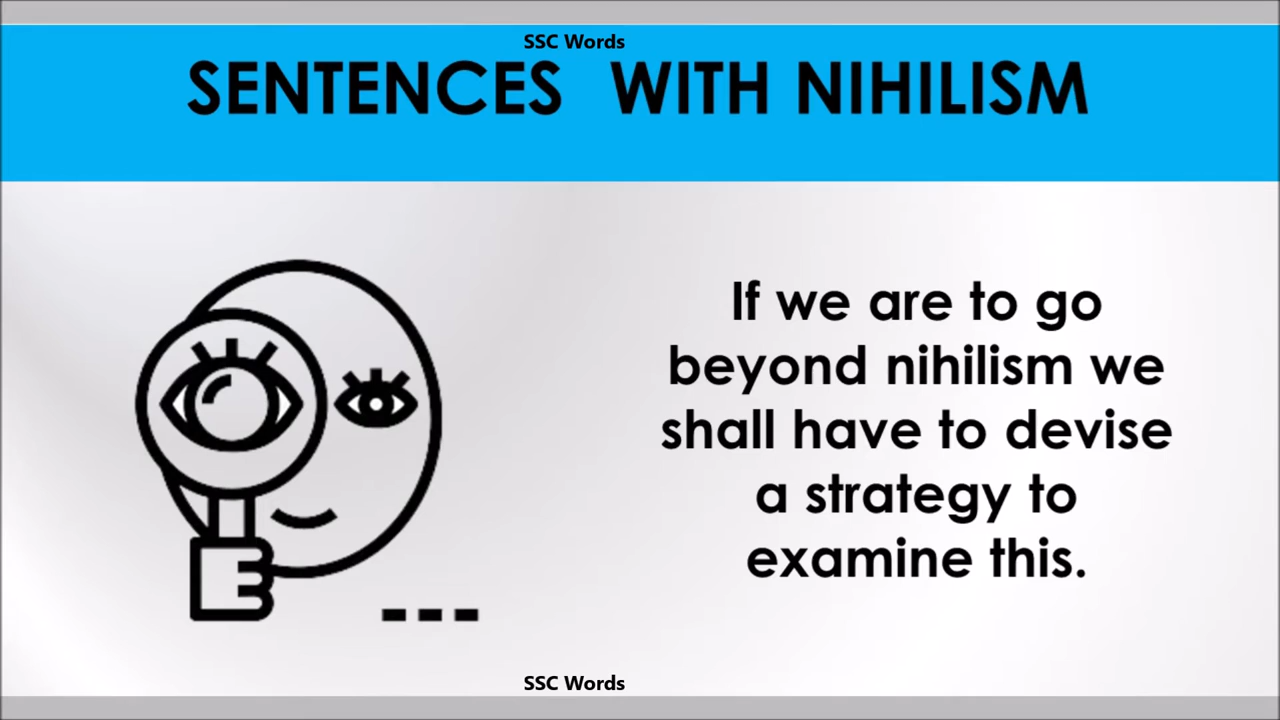 SSC Words
SENTENCES WITH NIHILISM
If we are to go
beyond nihilism we
shall have to devise
a strategy to
examine this.
SSC Words